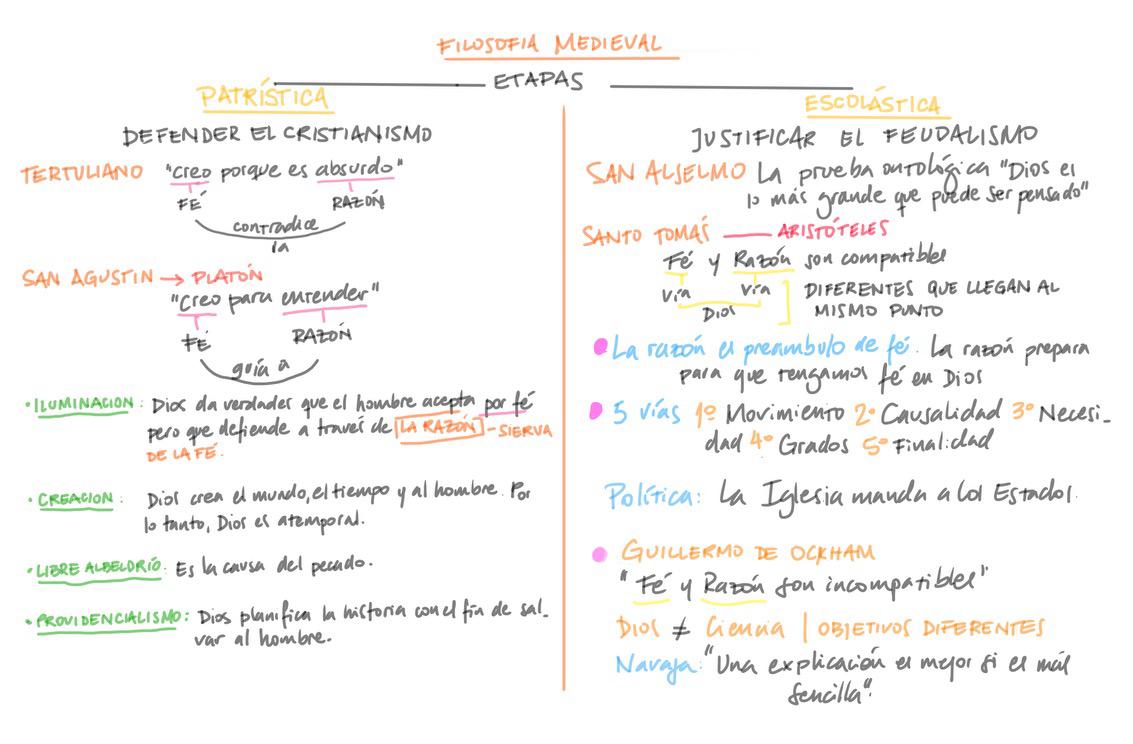 FILOSOFIA MEDIEVAL
ETAPAS
PATRÍSTICA
DEFENDER EL CRISTIANISMO
TERTULIANO "creo porque es absurdo"
FÉ RAZÓN
contradice
la
SAN AGUSTIN → PLATÓN
"Creo para entender"
FÉ RAZÓN
guía a
• ILUMINACION: Dios da verdades que el hombre acepta por fé
pero que defiende a través de LA RAZÓN - SIERVA
DE LA FÉ.
• CREACION: Dios crea el mundo, el tiempo y al hombre. Por
lo tanto, Dios es atemporal.
• LIBRE ALBELDRÍO: Es la causa del pecado.
• PROVIDENCIALISMO: Dios planifica la historia con el fin de sal-
var al hombre.
ESCOLÁSTICA
JUSTIFICAR EL FEUDALISMO
SAN ALSELMO La prueba ontológica "Dios es
lo más grande que puede ser pensado"
SANTO TOMÁS — ARISTÓTELES
Fé y Razón son compatibles
vía vía DIFERENTES QUE LLEGAN AL
Dios MISMO PUNTO
La razón es preambulo de fé. La razón prepara
para que tengamos fé en Dios
5 vías 1º Movimiento 2º Causalidad 3º Necesi-
dad 4º Grados 5º Finalidad
Política: La Iglesia manda a los Estados.
GUILLERMO DE OCKHAM
"Fé y Razón son incompatibles"
Dios ≠ Ciencia | OBJETIVOS DIFERENTES
Navaja: "Una explicación es mejor si es más
sencilla".